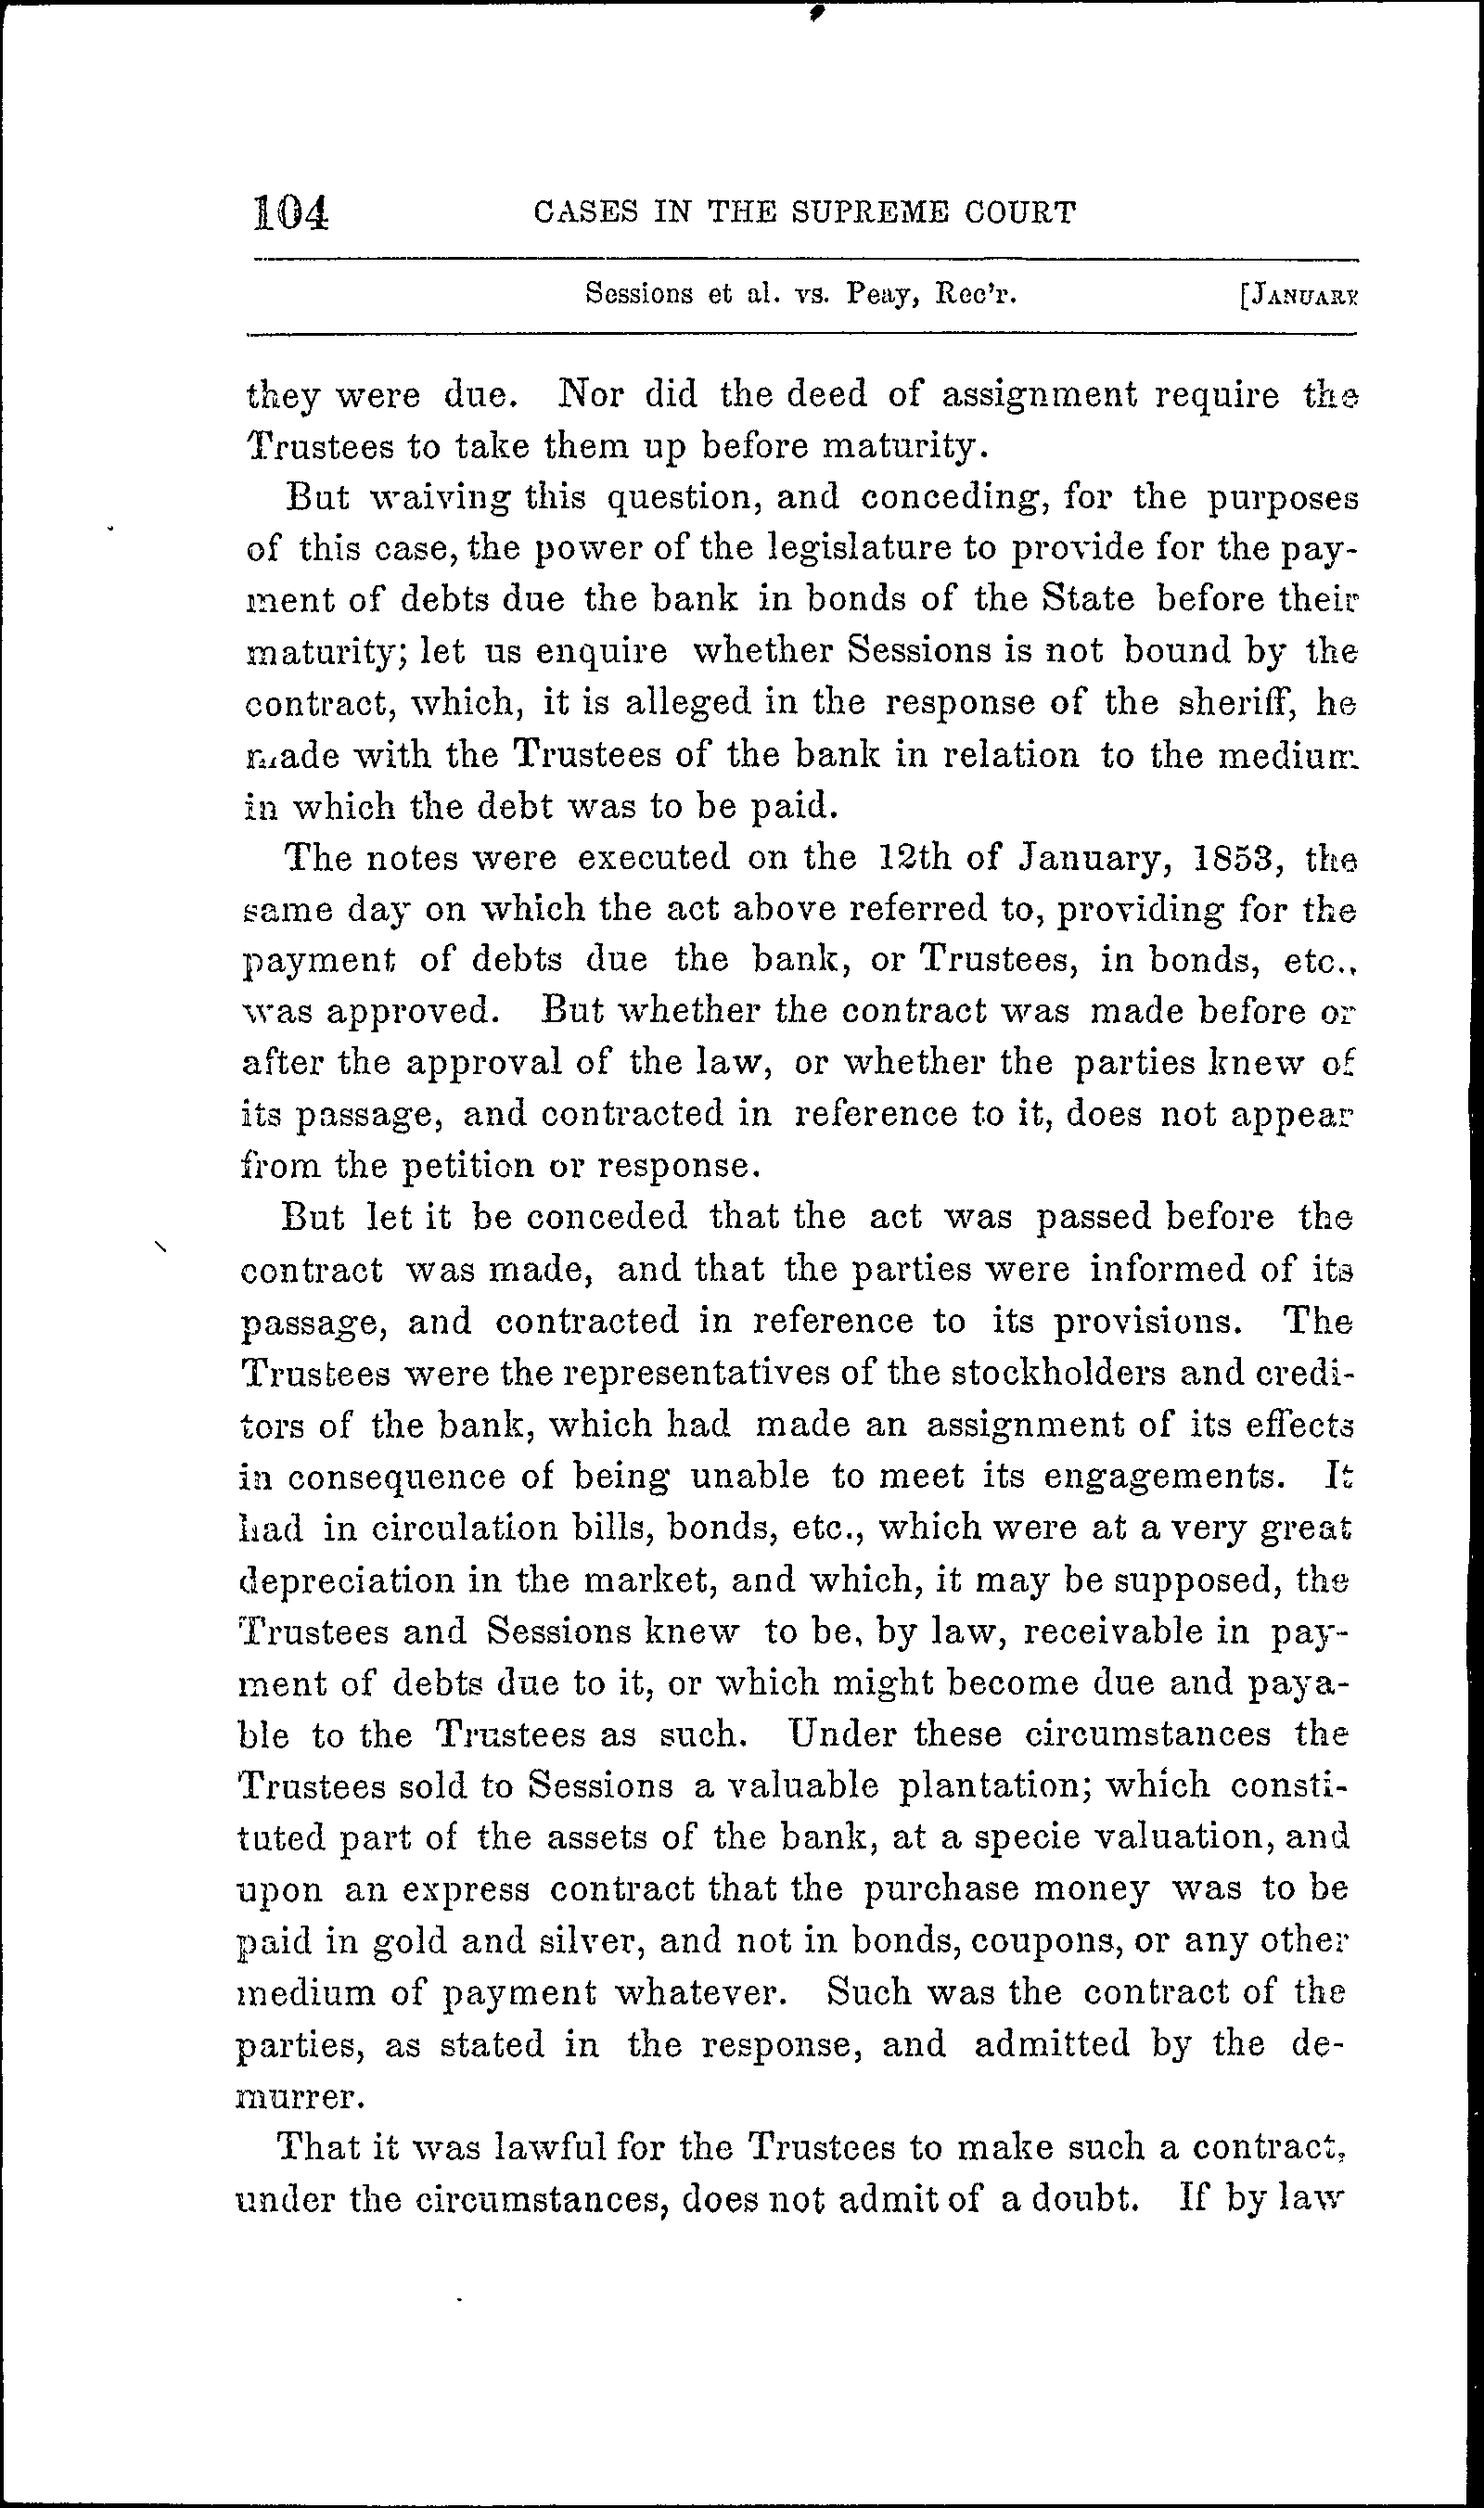 104 CASES IN THE SUPREME COURT
Sessions et al. vs. Peay, Rec'r. [JANUARY
they were due. Nor did the deed of assignment require the
Trustees to take them up before maturity.
But waiving this question, and conceding, for the purposes
of this case, the power of the legislature to provide for the pay-
ment of debts due the bank in bonds of the State before their
maturity; let us enquire whether Sessions is not bound by the
contract, which, it is alleged in the response of the sheriff, he
made with the Trustees of the bank in relation to the medium
in which the debt was to be paid.
The notes were executed on the 12th of January, 1853, the
same day on which the act above referred to, providing for the
payment of debts due the bank, or Trustees, in bonds, etc.,
was approved. But whether the contract was made before or
after the approval of the law, or whether the parties knew of
its passage, and contracted in reference to it, does not appear
from the petition or response.
But let it be conceded that the act was passed before the
contract was made, and that the parties were informed of its
passage, and contracted in reference to its provisions. The
Trustees were the representatives of the stockholders and credi-
tors of the bank, which had made an assignment of its effects
in consequence of being unable to meet its engagements. It
had in circulation bills, bonds, etc., which were at a very great
depreciation in the market, and which, it may be supposed, the
Trustees and Sessions knew to be, by law, receivable in pay-
ment of debts due to it, or which might become due and paya-
ble to the Trustees as such. Under these circumstances the
Trustees sold to Sessions a valuable plantation; which consti-
tuted part of the assets of the bank, at a specie valuation, and
upon an express contract that the purchase money was to be
paid in gold and silver, and not in bonds, coupons, or any other
medium of payment whatever. Such was the contract of the
parties, as stated in the response, and admitted by the de-
murrer.
That it was lawful for the Trustees to make such a contract,
under the circumstances, does not admit of a doubt. If by law